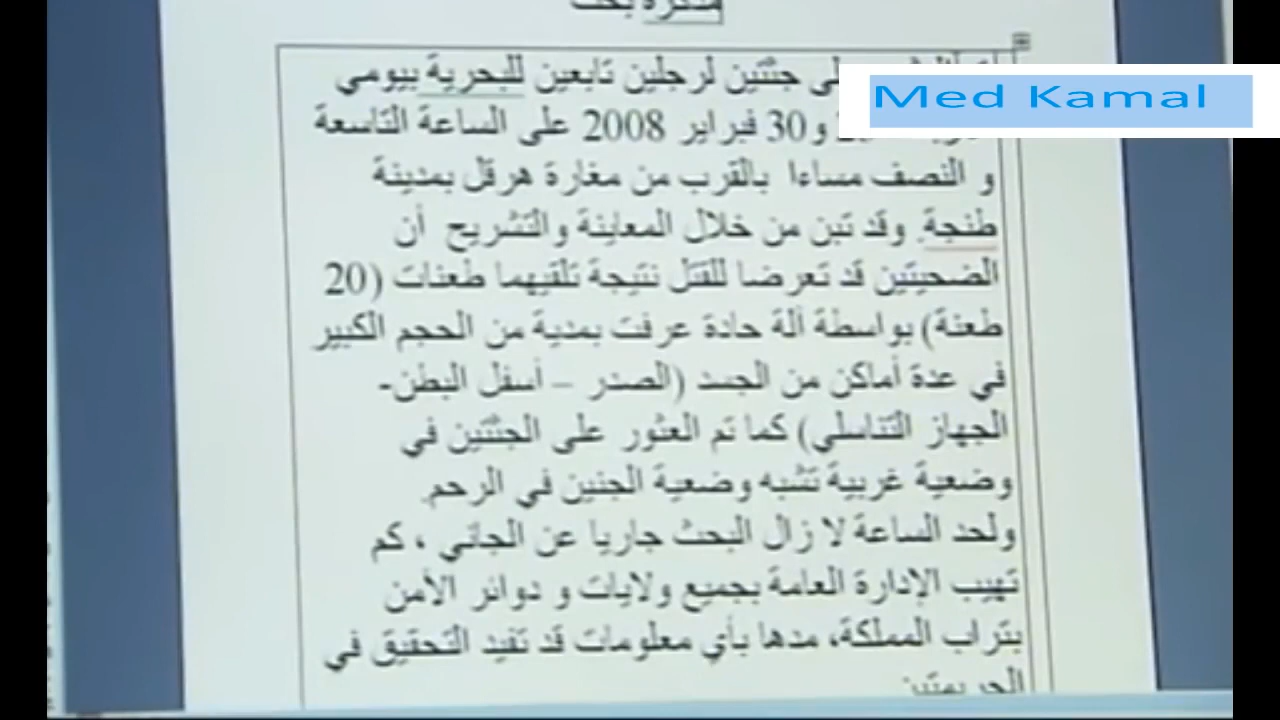 مذكرة بحث
Med Kamal
جثتين لرجلين تابعين للبحرية بيومي
و30 فبراير 2008 على الساعة التاسعة
و النصف مساءا بالقرب من مغارة هرقل بمدينة
طنجة. وقد تبن من خلال المعاينة والتشريح أن
الضحيتين قد تعرضا للقتل نتيجة تلقيهما طعنات (20
طعنة) بواسطة ألة حادة عرفت بمدية من الحجم الكبير
في عدة أماكن من الجسد (الصدر – أسفل البطن-
الجهاز التناسلي) كما تم العثور على الجثتين في
وضعية غربية تشبه وضعية الجنين في الرحم.
ولحد الساعة لا زال البحث جاريا عن الجاني ، كم
تهيب الإدارة العامة بجميع ولايات و دوائر الأمن
بتراب المملكة، مدها بأي معلومات قد تفيد التحقيق في
الجريمتين